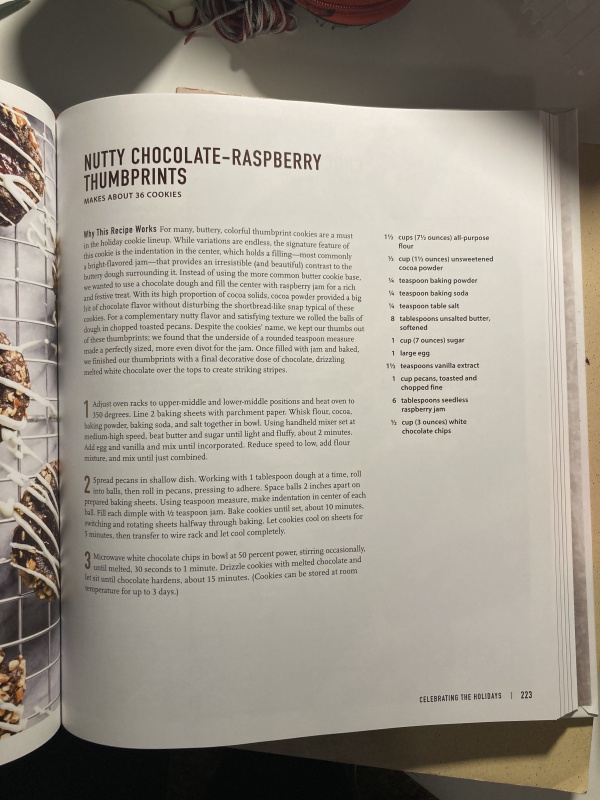 NUTTY CHOCOLATE–RASPBERRY
THUMBPRINTS
MAKES ABOUT 36 COOKIES
Why This Recipe Works For many, buttery, colorful thumbprint cookies are a must
in the holiday cookie lineup. While variations are endless, the signature feature of
this cookie is the indentation in the center, which holds a filling—most commonly
a bright-flavored jam—that provides an irresistible (and beautiful) contrast to the
buttery dough surrounding it. Instead of using the more common butter cookie base,
we wanted to use a chocolate dough and fill the center with raspberry jam for a rich
and festive treat. With its high proportion of cocoa solids, cocoa powder provided a big
hit of chocolate flavor without disturbing the shortbread-like snap typical of these
cookies. For a complementary nutty flavor and satisfying texture we rolled the balls of
dough in chopped toasted pecans. Despite the cookies' name, we kept our thumbs out
of these thumbprints; we found that the underside of a rounded teaspoon measure
made a perfectly sized, more even divot for the jam. Once filled with jam and baked,
we finished our thumbprints with a final decorative dose of chocolate, drizzling
melted white chocolate over the tops to create striking stripes.
1 Adjust oven racks to upper-middle and lower-middle positions and heat oven to
350 degrees. Line 2 baking sheets with parchment paper. Whisk flour, cocoa,
baking powder, baking soda, and salt together in bowl. Using handheld mixer set at
medium-high speed, beat butter and sugar until light and fluffy, about 2 minutes.
Add egg and vanilla and mix until incorporated. Reduce speed to low, add flour
mixture, and mix until just combined.
2 Spread pecans in shallow dish. Working with 1 tablespoon dough at a time, roll
into balls, then roll in pecans, pressing to adhere. Space balls 2 inches apart on
prepared baking sheets. Using teaspoon measure, make indentation in center of each
ball. Fill each dimple with ½ teaspoon jam. Bake cookies until set, about 10 minutes,
switching and rotating sheets halfway through baking. Let cookies cool on sheets for
5 minutes, then transfer to wire rack and let cool completely.
3 Microwave white chocolate chips in bowl at 50 percent power, stirring occasionally,
until melted, 30 seconds to 1 minute. Drizzle cookies with melted chocolate and
let sit until chocolate hardens, about 15 minutes. (Cookies can be stored at room
temperature for up to 3 days.)
1½ cups (7½ ounces) all-purpose
flour
½ cup (1½ ounces) unsweetened
cocoa powder
¼ teaspoon baking powder
¼ teaspoon baking soda
¼ teaspoon table salt
8 tablespoons unsalted butter,
softened
1 cup (7 ounces) sugar
1 large egg
1½ teaspoons vanilla extract
1 cup pecans, toasted and
chopped fine
6 tablespoons seedless
raspberry jam
½ cup (3 ounces) white
chocolate chips
CELEBRATING THE HOLIDAYS | 223